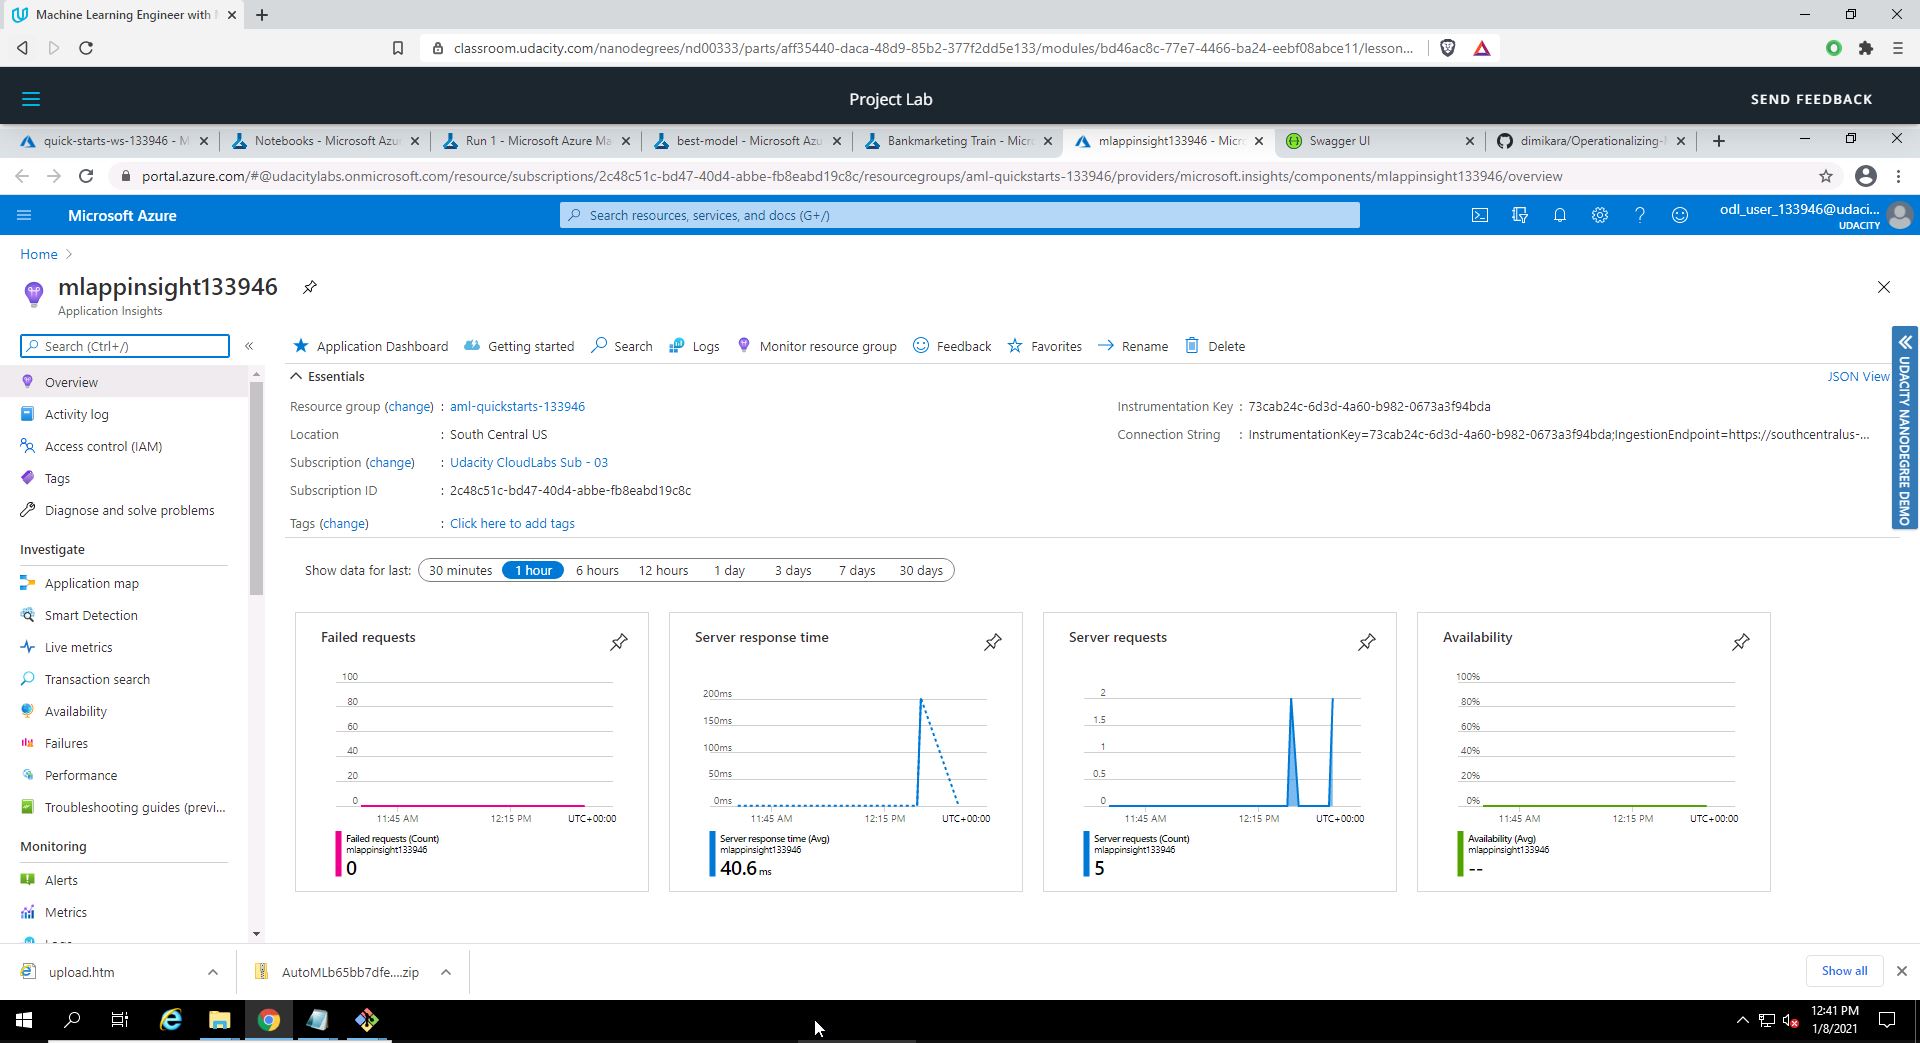 Machine Learning Engineer with
classroom.udacity.com/nanodegrees/nd00333/parts/aff35440-daca-48d9-85b2-377f2dd5e133/modules/bd46ac8c-77e7-4466-ba24-eebf08abce11/lesson...
Project Lab
SEND FEEDBACK
quick-starts-ws-133946 - M
Notebooks - Microsoft Azu
Run 1 - Microsoft Azure Ma
best-model - Microsoft Azu
Bankmarketing Train - Micro
mlappinsight133946 - Micro
Swagger UI
dimikara/Operationalizing-
portal.azure.com/#@udacitylabs.onmicrosoft.com/resource/subscriptions/2c48c51c-bd47-40d4-abbe-fb8eabd19c8c/resourcegroups/aml-quickstarts-133946/providers/microsoft.insights/components/mlappinsight133946/overview
Microsoft Azure
Search resources, services, and docs (G+/)
odl_user_133946@udaci...
UDACITY
Home
mlappinsight133946
Application Insights
Search (Ctrl+/)
Application Dashboard
Getting started
Search
Logs
Monitor resource group
Feedback
Favorites
Rename
Delete
Essentials
JSON View
Resource group (change) : aml-quickstarts-133946
Location : South Central US
Subscription (change) : Udacity CloudLabs Sub - 03
Subscription ID : 2c48c51c-bd47-40d4-abbe-fb8eabd19c8c
Tags (change) : Click here to add tags
Instrumentation Key : 73cab24c-6d3d-4a60-b982-0673a3f94bda
Connection String : InstrumentationKey=73cab24c-6d3d-4a60-b982-0673a3f94bda;IngestionEndpoint=https://southcentralus-...
UDACITY NANODEGREE DEMO
Overview
Activity log
Access control (IAM)
Tags
Diagnose and solve problems
Investigate
Application map
Smart Detection
Live metrics
Transaction search
Availability
Failures
Performance
Troubleshooting guides (previ...
Monitoring
Alerts
Metrics
Logs
Show data for last:
30 minutes
1 hour
6 hours
12 hours
1 day
3 days
7 days
30 days
Failed requests
100
80
60
40
20
0
11:45 AM
12:15 PM
UTC+00:00
Failed requests (Count)
mlappinsight133946
0
Server response time
200ms
150ms
100ms
50ms
0ms
11:45 AM
12:15 PM
UTC+00:00
Server response time (Avg)
mlappinsight133946
40.6 ms
Server requests
2
1.5
1
0.5
0
11:45 AM
12:15 PM
UTC+00:00
Server requests (Count)
mlappinsight133946
5
Availability
100%
80%
60%
40%
20%
0%
11:45 AM
12:15 PM
UTC+00:00
Availability (Avg)
mlappinsight133946
--
upload.htm
AutoMLb65bb7dfe....zip
Show all
12:41 PM
1/8/2021